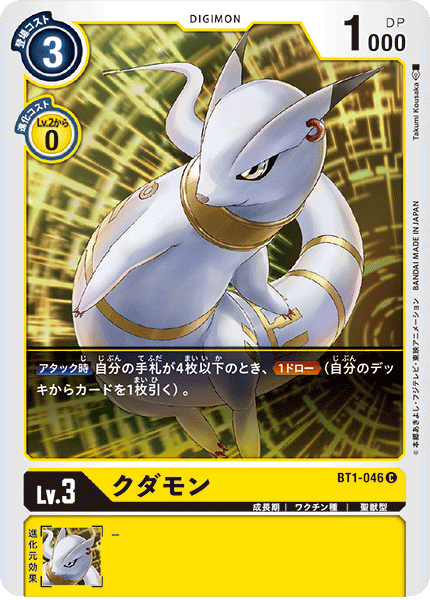 DIGIMON
登場コスト
3
DP
1000
進化コスト
Lv.2から
0
Takumi Kousaka
© 本郷あきよし・フジテレビ・東映アニメーション BANDAI MADE IN JAPAN
アタック時 自分の手札が4枚以下のとき、1ドロー（自分のデッ
キからカードを1枚引く）。
BT1-046 C
Lv.3
クダモン
成長期｜ワクチン種｜聖獣型
進化元効果
–